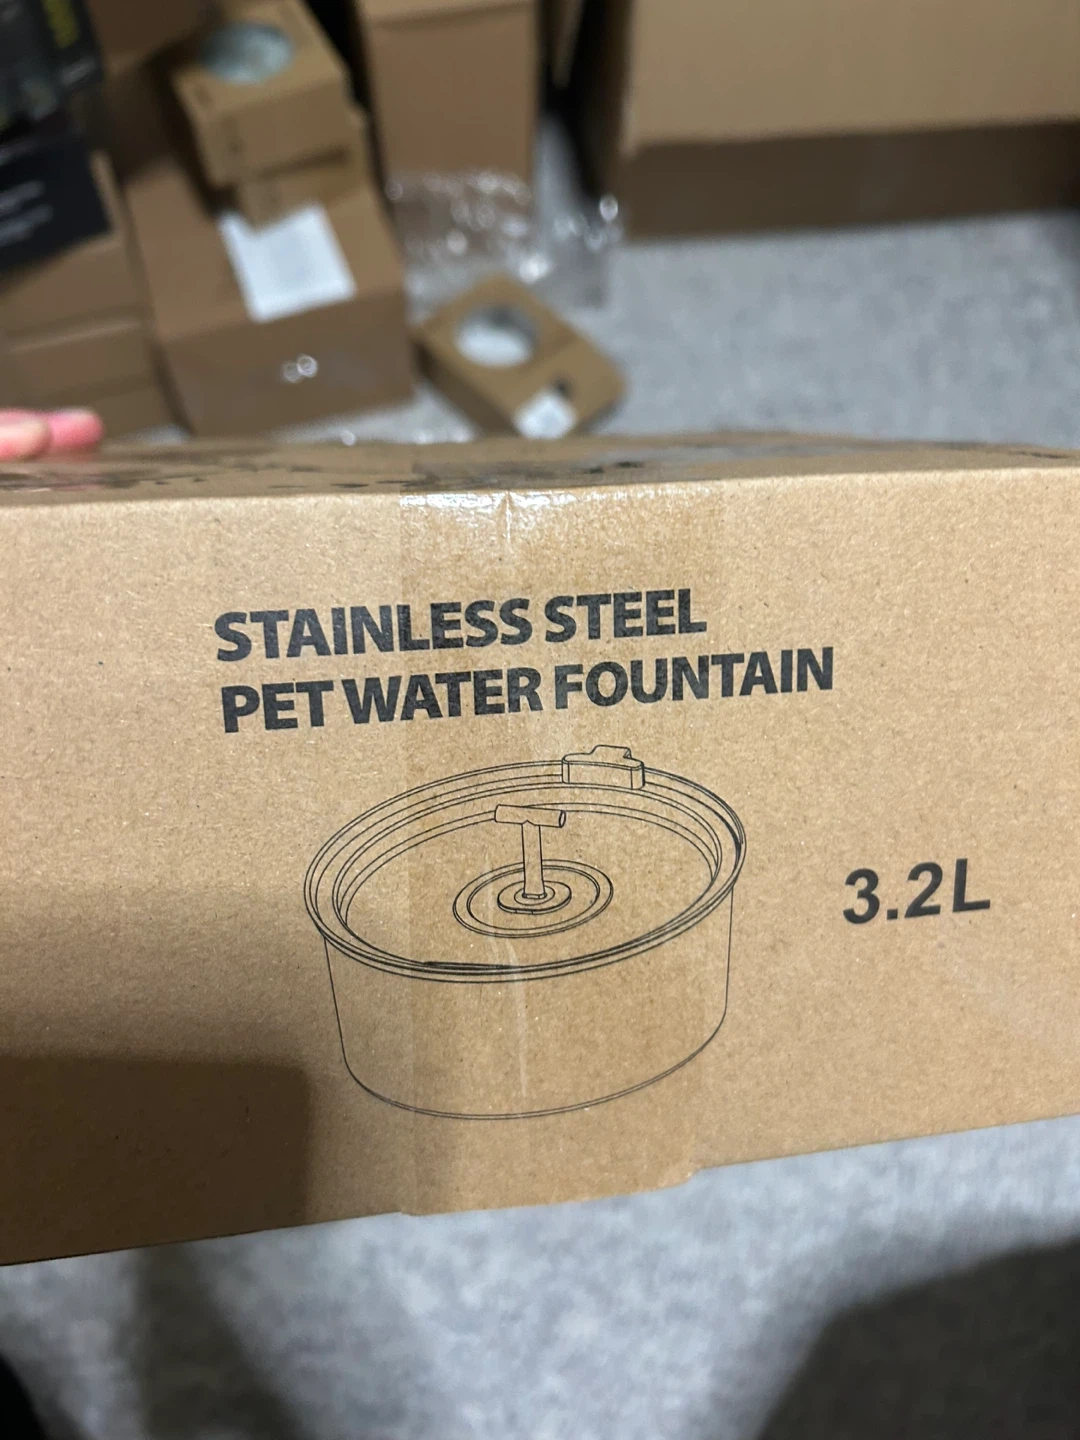 STAINLESS STEEL
PET WATER FOUNTAIN
3.2L